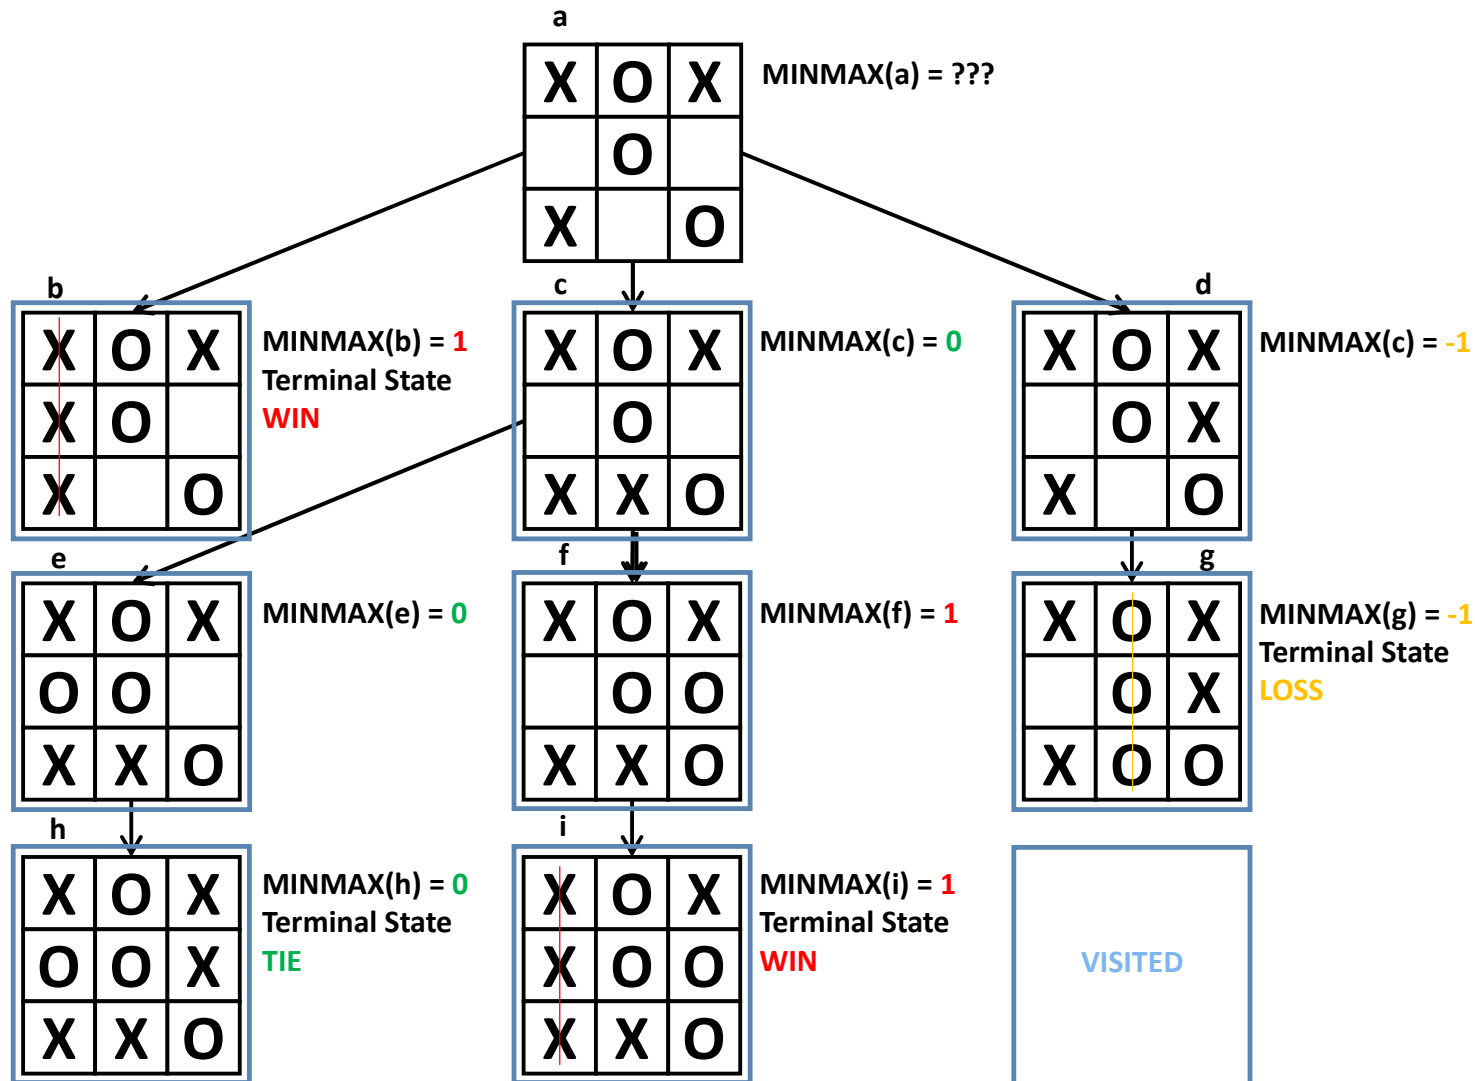 a
X O X
MINMAX(a) = ???
O
X O
b
X O X
X O
X O
MINMAX(b) = 1
Terminal State
WIN
c
X O X
O
X X O
MINMAX(c) = 0
d
X O X
O X
X O
MINMAX(c) = -1
e
X O X
O O
X X O
MINMAX(e) = 0
f
X O X
O O
X X O
MINMAX(f) = 1
g
X O X
O X
X O O
MINMAX(g) = -1
Terminal State
LOSS
h
X O X
O O X
X X O
MINMAX(h) = 0
Terminal State
TIE
i
X O X
X O O
X X O
MINMAX(i) = 1
Terminal State
WIN
VISITED